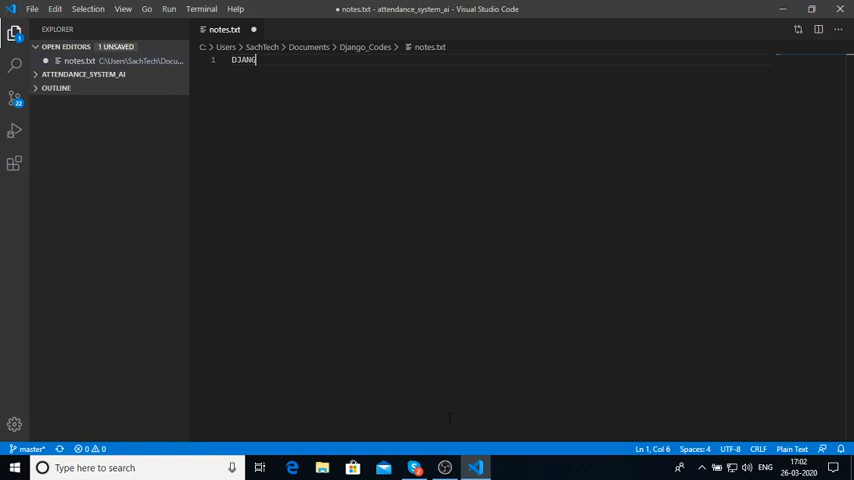 File Edit Selection View Go Run Terminal Help ● notes.txt - attendance_system_ai - Visual Studio Code
EXPLORER
notes.txt
OPEN EDITORS 1 UNSAVED
C: > Users > SachTech > Documents > Django_Codes > notes.txt
notes.txt C:\Users\SachTech\Docu...
1 DJANG
ATTENDANCE_SYSTEM_AI
OUTLINE
1
22
master* 0 0 Ln 1, Col 6 Spaces: 4 UTF-8 CRLF Plain Text
Type here to search
ENG
17:02
26-03-2020